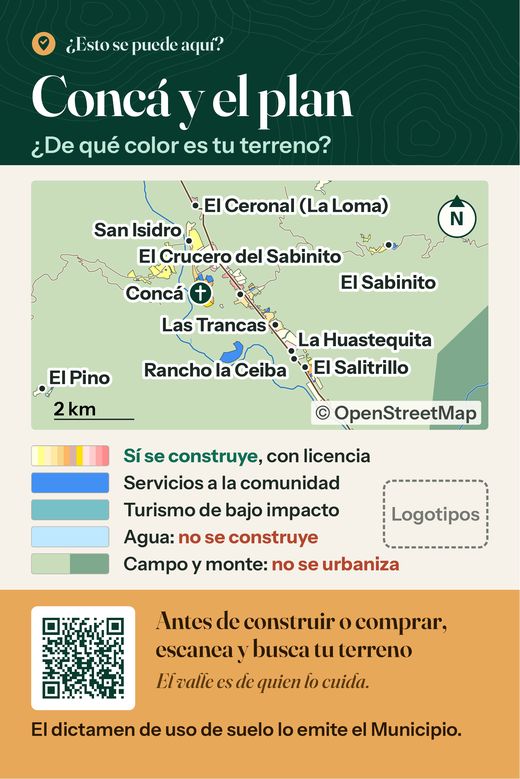 ¿Esto se puede aquí?
Concá y el plan
¿De qué color es tu terreno?
El Ceronal (La Loma)
N
San Isidro
El Crucero del Sabinito
El Sabinito
Concá
Las Trancas
La Huastequita
Rancho la Ceiba
El Salitrillo
El Pino
2 km
© OpenStreetMap
Sí se construye, con licencia
Servicios a la comunidad
Turismo de bajo impacto
Agua: no se construye
Campo y monte: no se urbaniza
Logotipos
Antes de construir o comprar,
escanea y busca tu terreno
El valle es de quien lo cuida.
El dictamen de uso de suelo lo emite el Municipio.